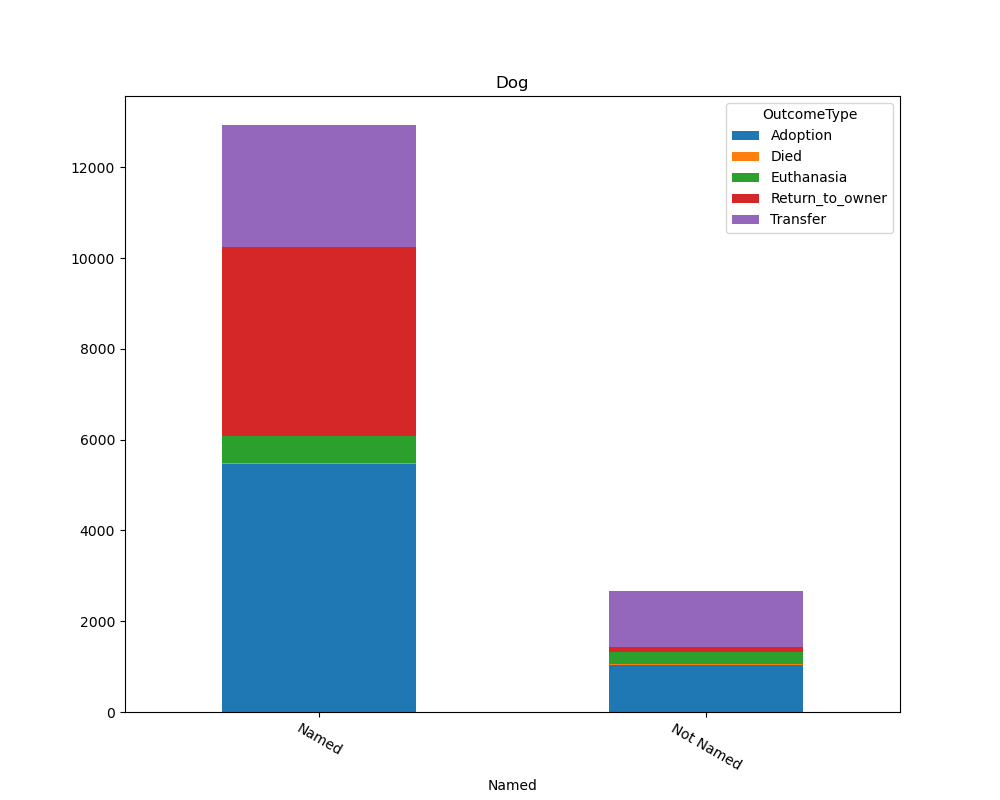 Dog
OutcomeType
Adoption
Died
Euthanasia
Return_to_owner
Transfer
12000
10000
8000
6000
4000
2000
0
Named
Not Named
Named